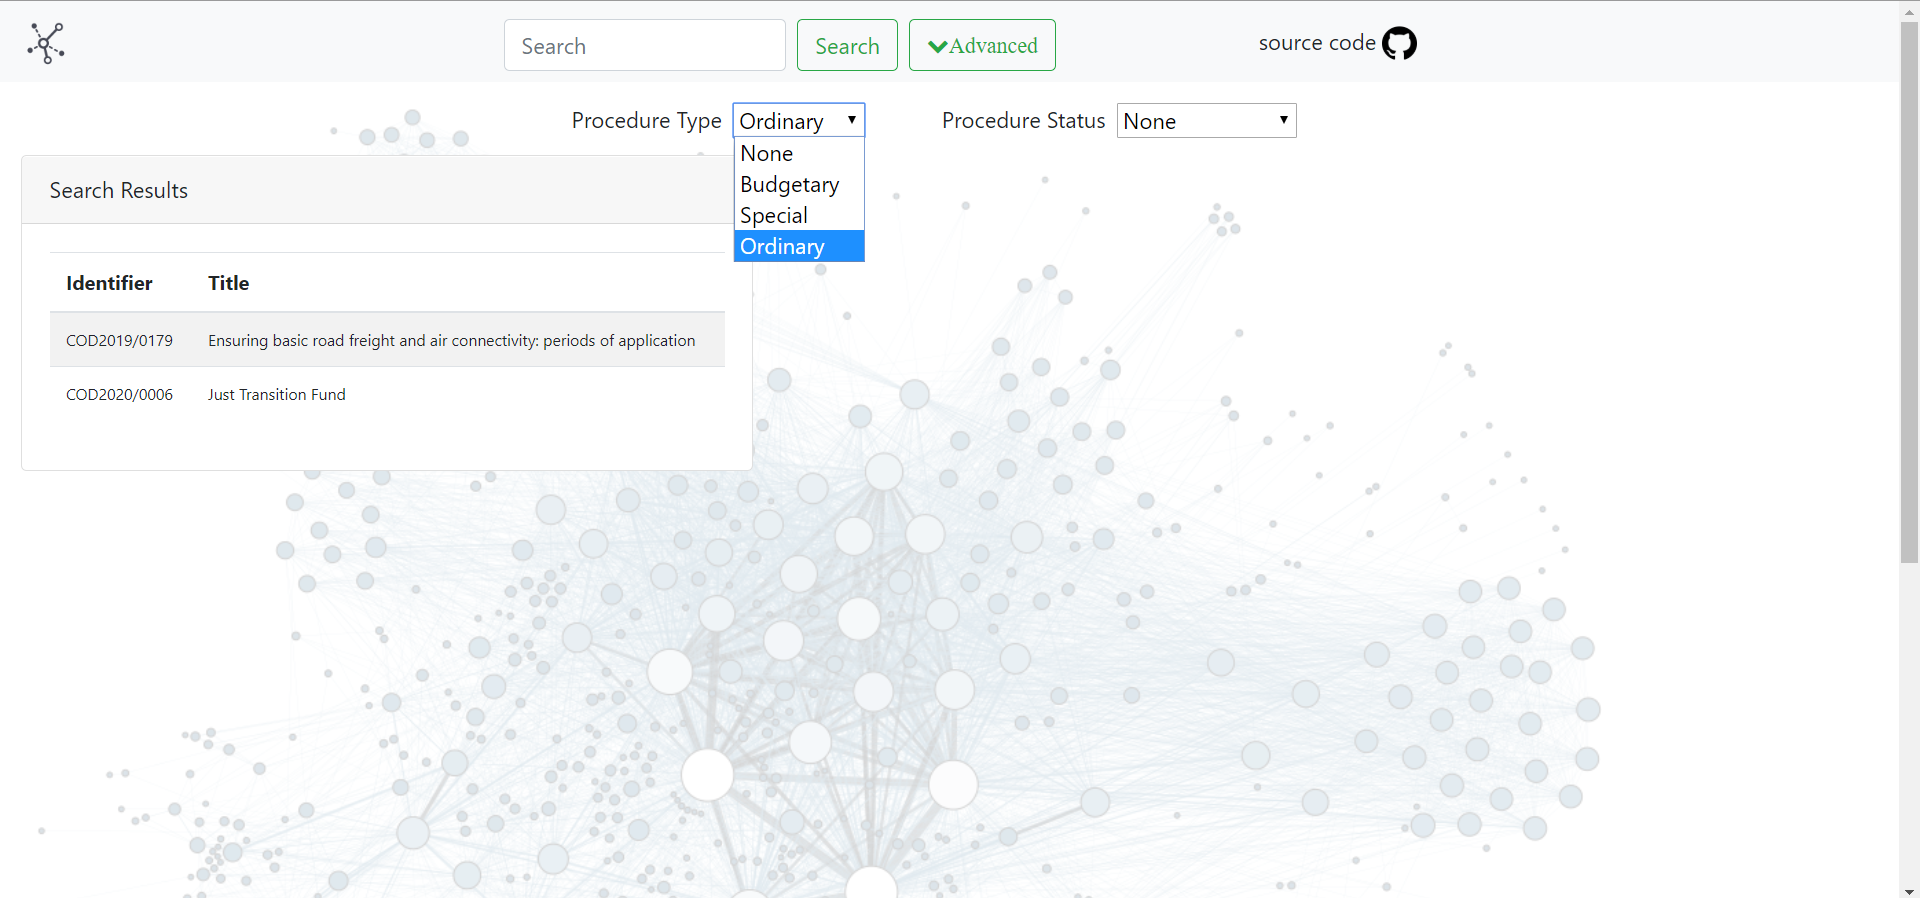 Search Search Advanced source code
Procedure Type Ordinary Procedure Status None
None
Budgetary
Special
Ordinary
Search Results
Identifier Title
COD2019/0179 Ensuring basic road freight and air connectivity: periods of application
COD2020/0006 Just Transition Fund